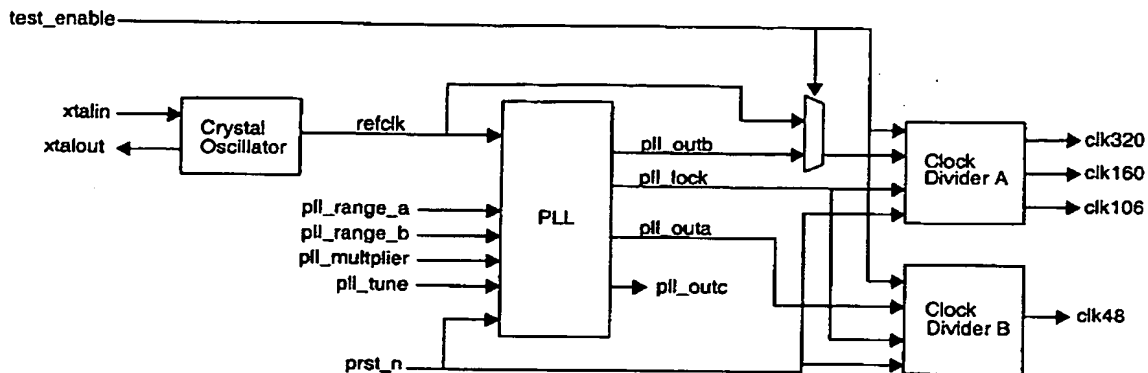 test_enable
xtalin
xtalout
Crystal
Oscillator
refclk
pll_range_a
pll_range_b
pll_multplier
pll_tune
prst_n
PLL
pll_outb
pll_lock
pll_outa
pll_outc
Clock
Divider A
clk320
clk160
clk106
Clock
Divider B
clk48